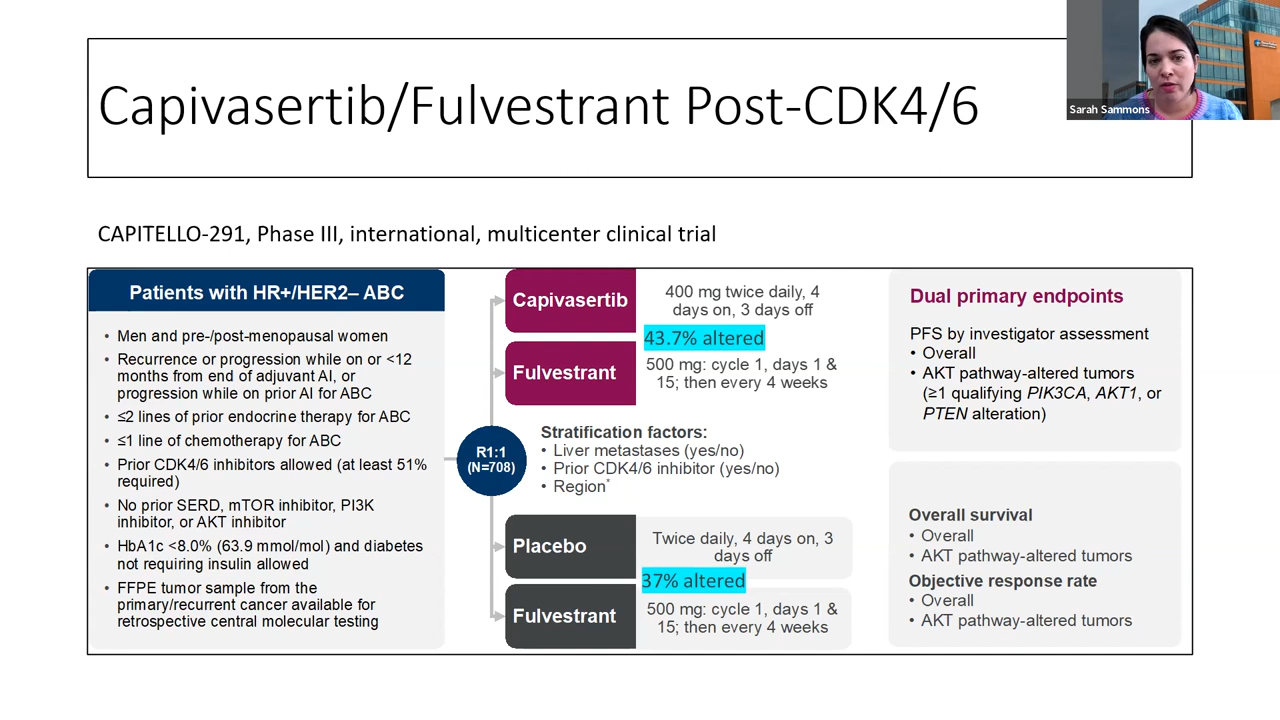 Capivasertib/Fulvestrant Post-CDK4/6
Sarah Sammons
CAPITELLO-291, Phase III, international, multicenter clinical trial
Patients with HR+/HER2– ABC
• Men and pre-/post-menopausal women
• Recurrence or progression while on or <12
months from end of adjuvant AI, or
progression while on prior AI for ABC
• ≤2 lines of prior endocrine therapy for ABC
• ≤1 line of chemotherapy for ABC
• Prior CDK4/6 inhibitors allowed (at least 51%
required)
• No prior SERD, mTOR inhibitor, PI3K
inhibitor, or AKT inhibitor
• HbA1c <8.0% (63.9 mmol/mol) and diabetes
not requiring insulin allowed
• FFPE tumor sample from the
primary/recurrent cancer available for
retrospective central molecular testing
R1:1
(N=708)
Capivasertib
400 mg twice daily, 4
days on, 3 days off
43.7% altered
Fulvestrant
500 mg: cycle 1, days 1 &
15; then every 4 weeks
Stratification factors:
• Liver metastases (yes/no)
• Prior CDK4/6 inhibitor (yes/no)
• Region*
Placebo
Twice daily, 4 days on, 3
days off
37% altered
Fulvestrant
500 mg: cycle 1, days 1 &
15; then every 4 weeks
Dual primary endpoints
PFS by investigator assessment
• Overall
• AKT pathway-altered tumors
(≥1 qualifying PIK3CA, AKT1, or
PTEN alteration)
Overall survival
• Overall
• AKT pathway-altered tumors
Objective response rate
• Overall
• AKT pathway-altered tumors